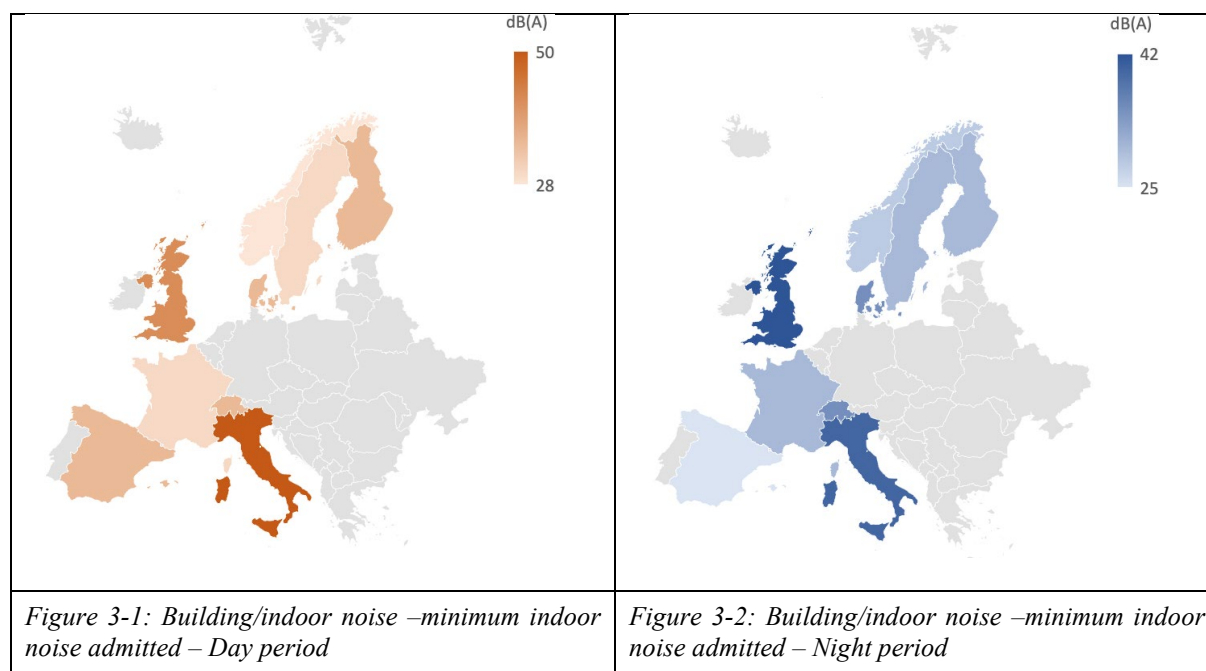 dB(A)
50
28
dB(A)
42
25
Figure 3-1: Building/indoor noise –minimum indoor
noise admitted – Day period
Figure 3-2: Building/indoor noise –minimum indoor
noise admitted – Night period